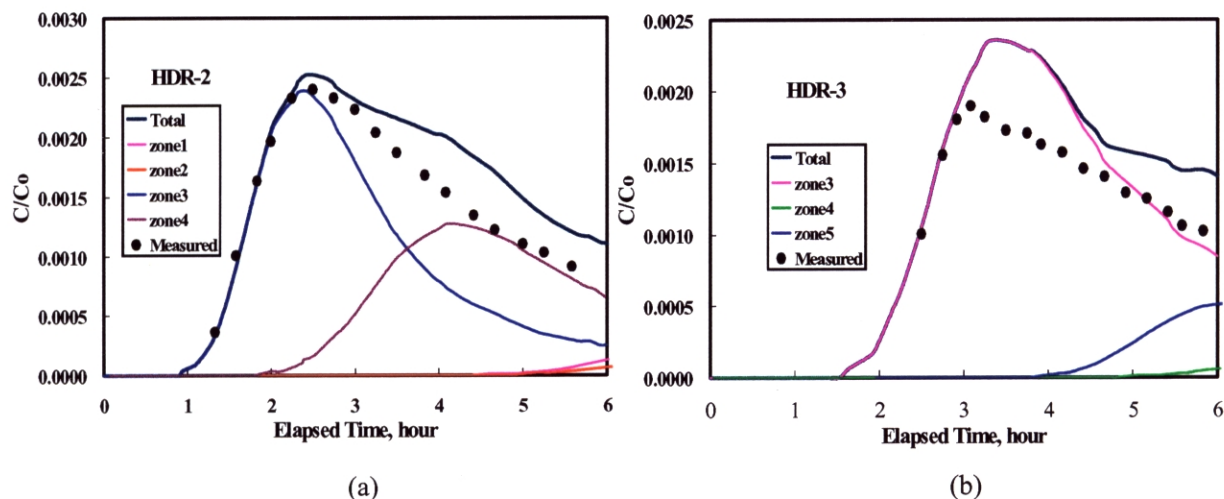 0.0030
0.0025
0.0020
0.0015
0.0010
0.0005
0.0000
C/Co
HDR-2
Total
zone1
zone2
zone3
zone4
Measured
0 1 2 3 4 5 6
Elapsed Time, hour
(a)
0.0025
0.0020
0.0015
0.0010
0.0005
0.0000
C/Co
HDR-3
Total
zone3
zone4
zone5
Measured
0 1 2 3 4 5 6
Elapsed Time, hour
(b)